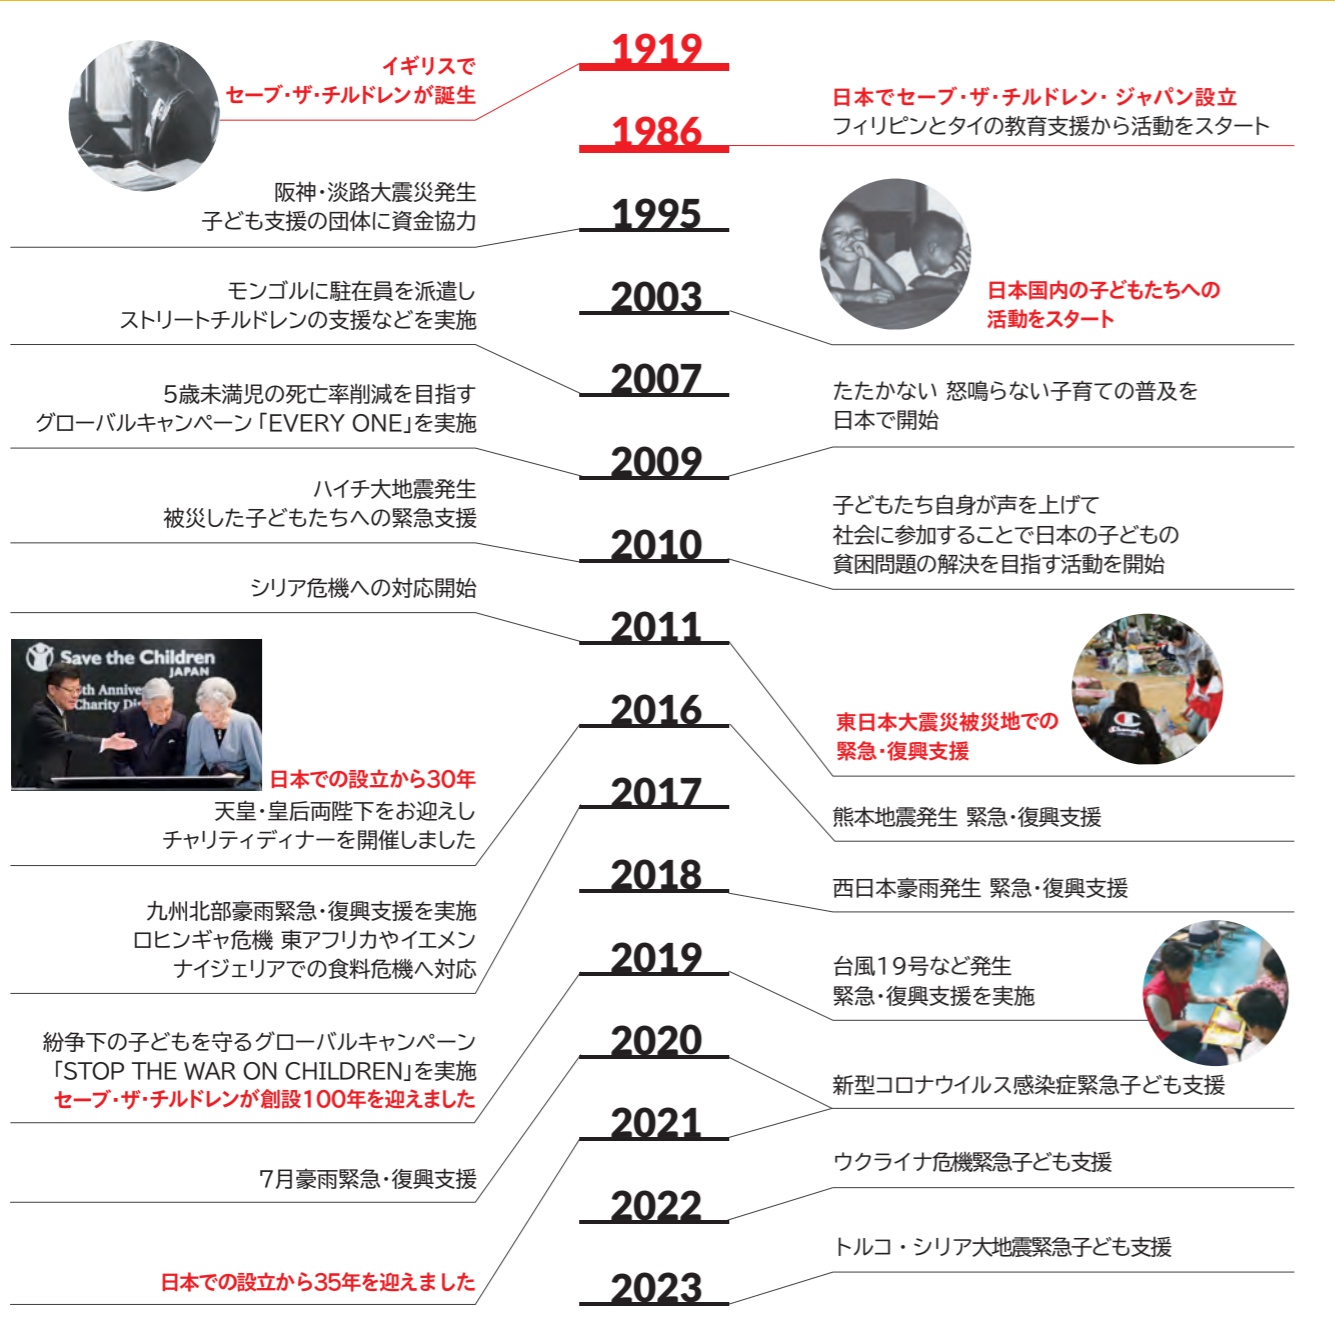 1919
イギリスで
セーブ・ザ・チルドレンが誕生
1986
日本でセーブ・ザ・チルドレン・ ジャパン設立
フィリピンとタイの教育支援から活動をスタート
1995
阪神・淡路大震災発生
子ども支援の団体に資金協力
2003
日本国内の子どもたちへの
活動をスタート
2007
モンゴルに駐在員を派遣し
ストリートチルドレンの支援などを実施
2009
5歳未満児の死亡率削減を目指す
グローバルキャンペーン「EVERY ONE」を実施
たたかない 怒鳴らない子育ての普及を
日本で開始
2010
ハイチ大地震発生
被災した子どもたちへの緊急支援
子どもたち自身が声を上げて
社会に参加することで日本の子どもの
貧困問題の解決を目指す活動を開始
2011
シリア危機への対応開始
東日本大震災被災地での
緊急・復興支援
Champion
2016
Save the Children
JAPAN
th Annive
Charity Di
日本での設立から30年
天皇・皇后両陛下をお迎えし
チャリティディナーを開催しました
熊本地震発生 緊急・復興支援
2017
九州北部豪雨緊急・復興支援を実施
ロヒンギャ危機 東アフリカやイエメン
ナイジェリアでの食料危機へ対応
2018
西日本豪雨発生 緊急・復興支援
2019
紛争下の子どもを守るグローバルキャンペーン
「STOP THE WAR ON CHILDREN」を実施
セーブ・ザ・チルドレンが創設100年を迎えました
台風19号など発生
緊急・復興支援を実施
2020
7月豪雨緊急・復興支援
新型コロナウイルス感染症緊急子ども支援
2021
日本での設立から35年を迎えました
2022
ウクライナ危機緊急子ども支援
2023
トルコ・シリア大地震緊急子ども支援